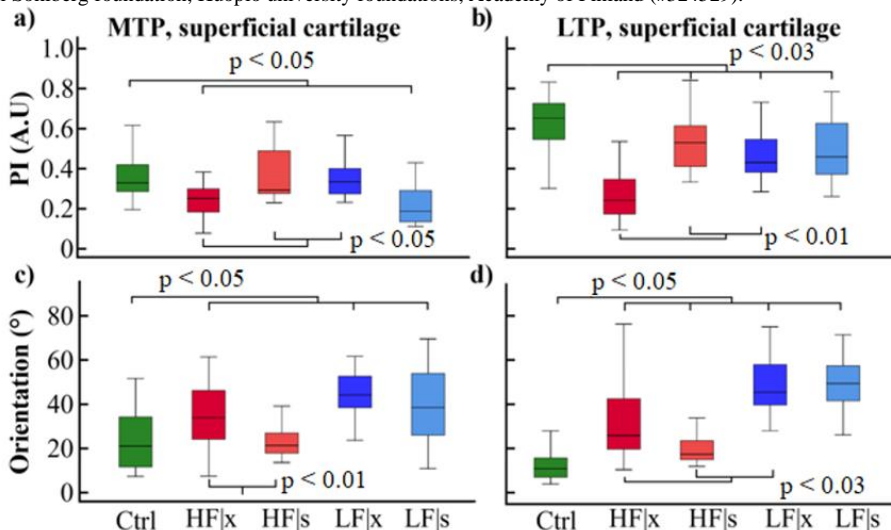 a) MTP, superficial cartilage
b) LTP, superficial cartilage
PI (A.U)
1.0
0.8
0.6
0.4
0.2
0
p < 0.05
p < 0.05
p < 0.03
p < 0.01
c)
d)
Orientation (°)
80
60
40
20
0
p < 0.05
p < 0.01
p < 0.05
p < 0.03
Ctrl HF|x HF|s LF|x LF|s
Ctrl HF|x HF|s LF|x LF|s